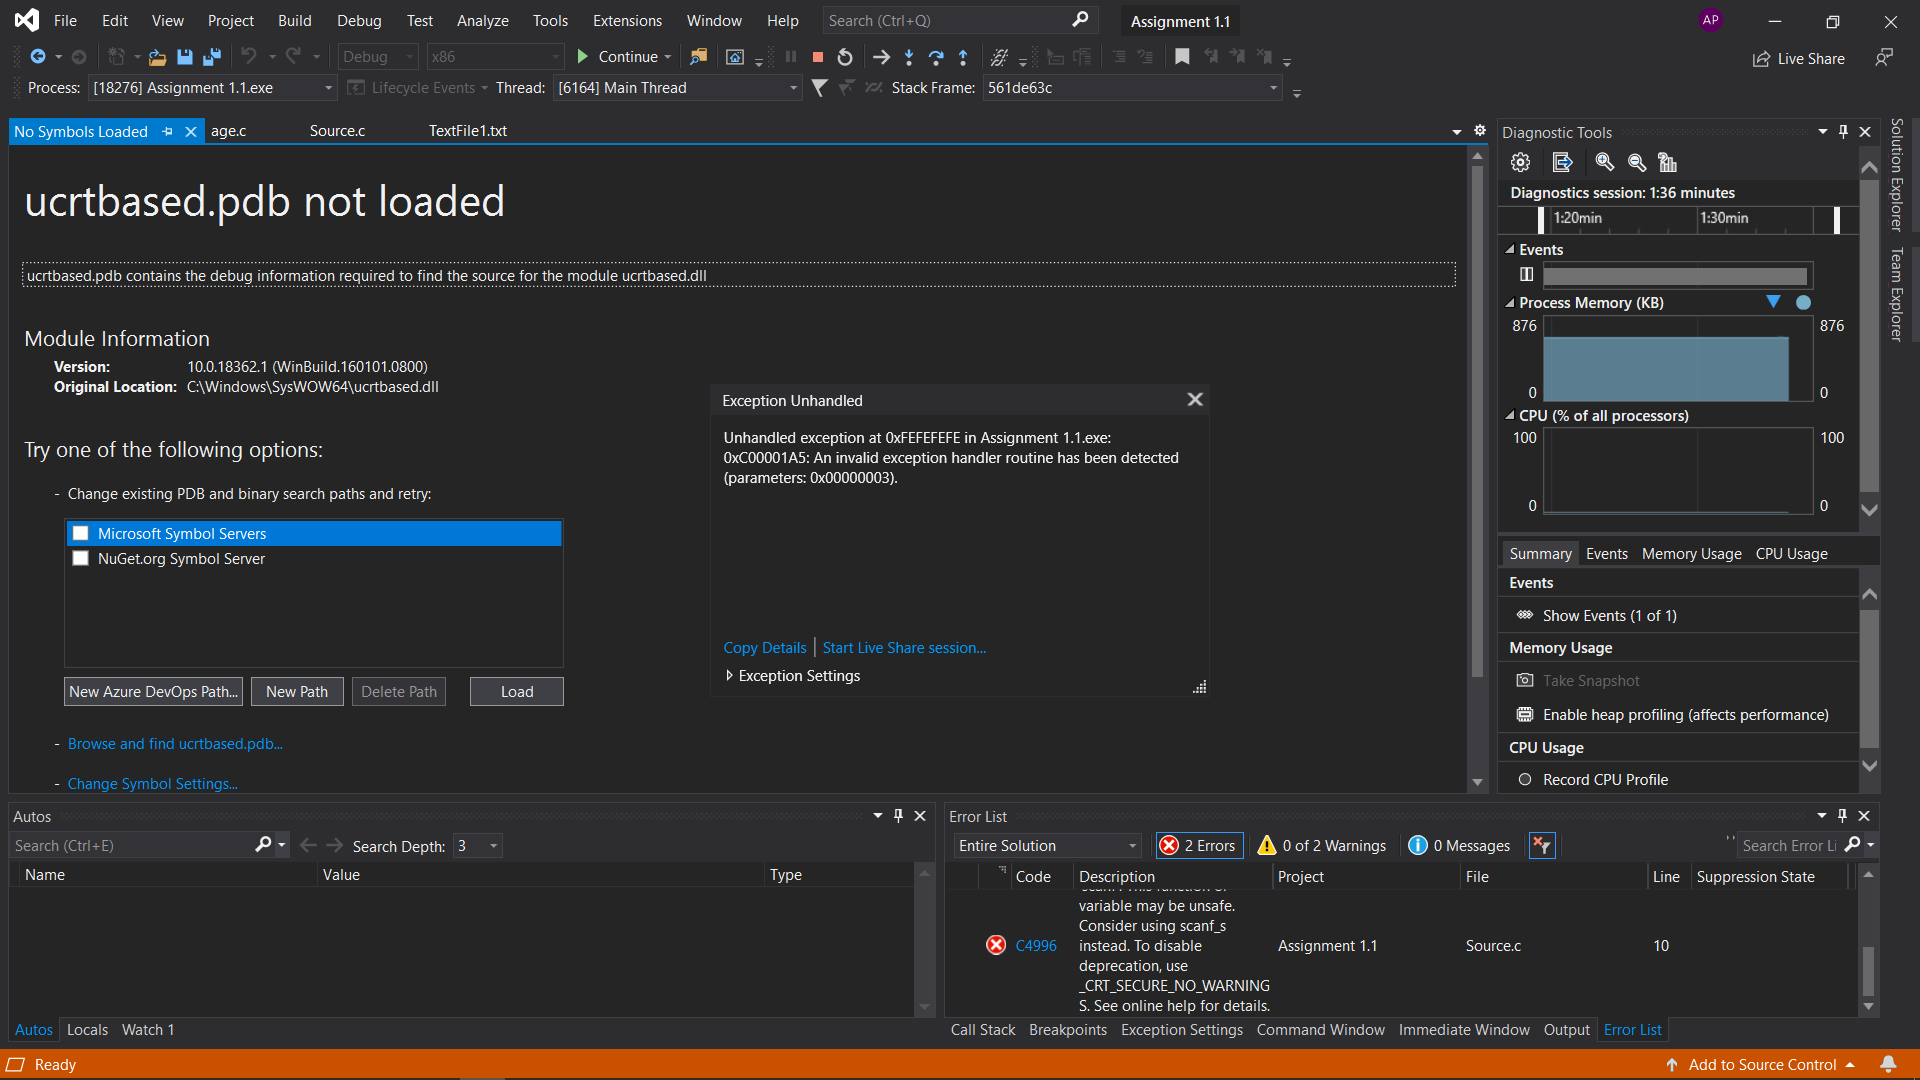 File Edit View Project Build Debug Test Analyze Tools Extensions Window Help Search (Ctrl+Q) Assignment 1.1 AP
Debug x86 Continue Live Share
Process: [18276] Assignment 1.1.exe Lifecycle Events Thread: [6164] Main Thread Stack Frame: 561de63c
No Symbols Loaded age.c Source.c TextFile1.txt
ucrtbased.pdb not loaded
ucrtbased.pdb contains the debug information required to find the source for the module ucrtbased.dll
Module Information
Version: 10.0.18362.1 (WinBuild.160101.0800)
Original Location: C:\Windows\SysWOW64\ucrtbased.dll
Try one of the following options:
- Change existing PDB and binary search paths and retry:
Microsoft Symbol Servers
NuGet.org Symbol Server
New Azure DevOps Path... New Path Delete Path Load
- Browse and find ucrtbased.pdb...
- Change Symbol Settings...
Exception Unhandled
Unhandled exception at 0xFEFEFEFE in Assignment 1.1.exe:
0xC00001A5: An invalid exception handler routine has been detected
(parameters: 0x00000003).
Copy Details Start Live Share session...
Exception Settings
Diagnostic Tools
Diagnostics session: 1:36 minutes
1:20min 1:30min
Events
Process Memory (KB)
876 876
0 0
CPU (% of all processors)
100 100
0 0
Summary Events Memory Usage CPU Usage
Events
Show Events (1 of 1)
Memory Usage
Take Snapshot
Enable heap profiling (affects performance)
CPU Usage
Record CPU Profile
Solution Explorer
Team Explorer
Autos
Search (Ctrl+E) Search Depth: 3
Name Value Type
Autos Locals Watch 1
Error List
Entire Solution 2 Errors 0 of 2 Warnings 0 Messages Search Error Li
Code Description Project File Line Suppression State
variable may be unsafe.
Consider using scanf_s
C4996 instead. To disable Assignment 1.1 Source.c 10
deprecation, use
_CRT_SECURE_NO_WARNING
S. See online help for details.
Call Stack Breakpoints Exception Settings Command Window Immediate Window Output Error List
Ready Add to Source Control